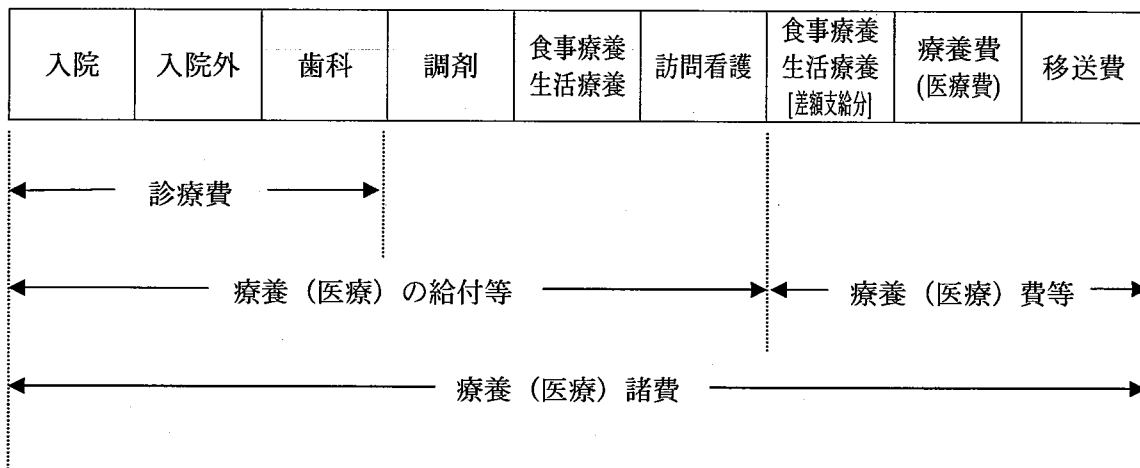 入院
入院外
歯科
調剤
食事療養
生活療養
訪問看護
食事療養
生活療養
[差額支給分]
療養費
(医療費)
移送費
診療費
療養（医療）の給付等
療養（医療）費等
療養（医療）諸費